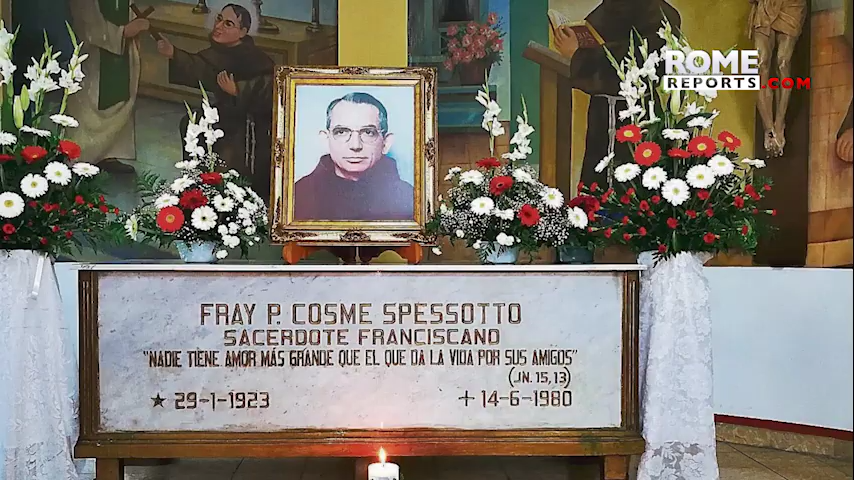 ROME
REPORTS.COM
FRAY P. COSME SPESSOTTO
SACERDOTE FRANCISCANO
"NADIE TIENE AMOR MÁS GRANDE QUE EL QUE DA LA VIDA POR SUS AMIGOS"
(JN. 15,13)
★ 29-1-1923 + 14-6-1980